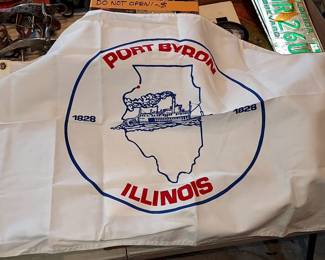 DO NOT OPEN!
PORT BYRON
1828
1828
ILLINOIS